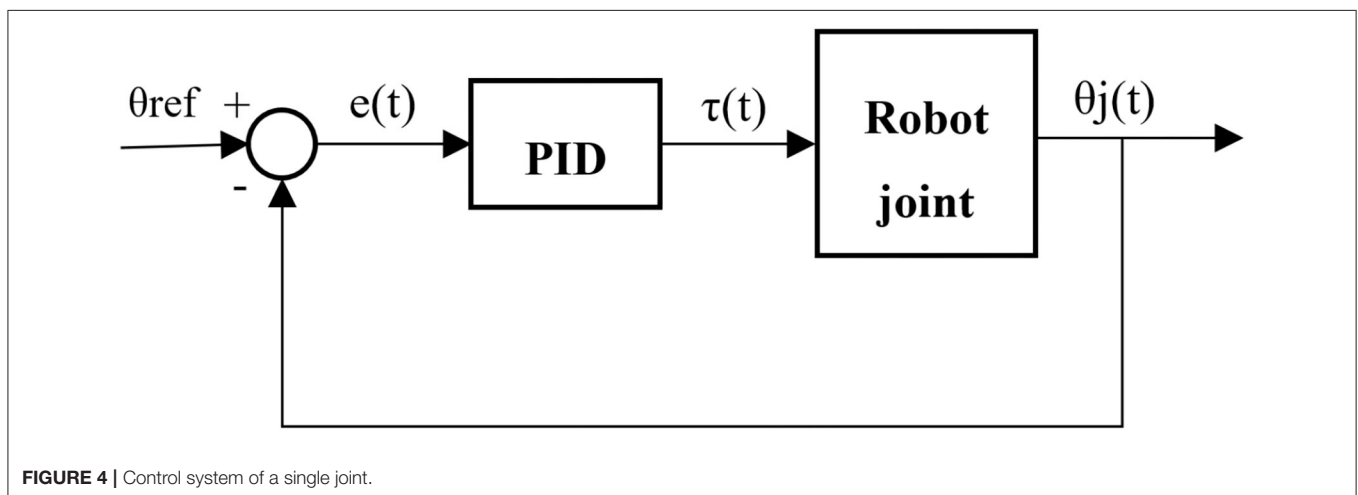 θref + e(t) τ(t) θj(t)
-
PID
Robot
joint
FIGURE 4 | Control system of a single joint.